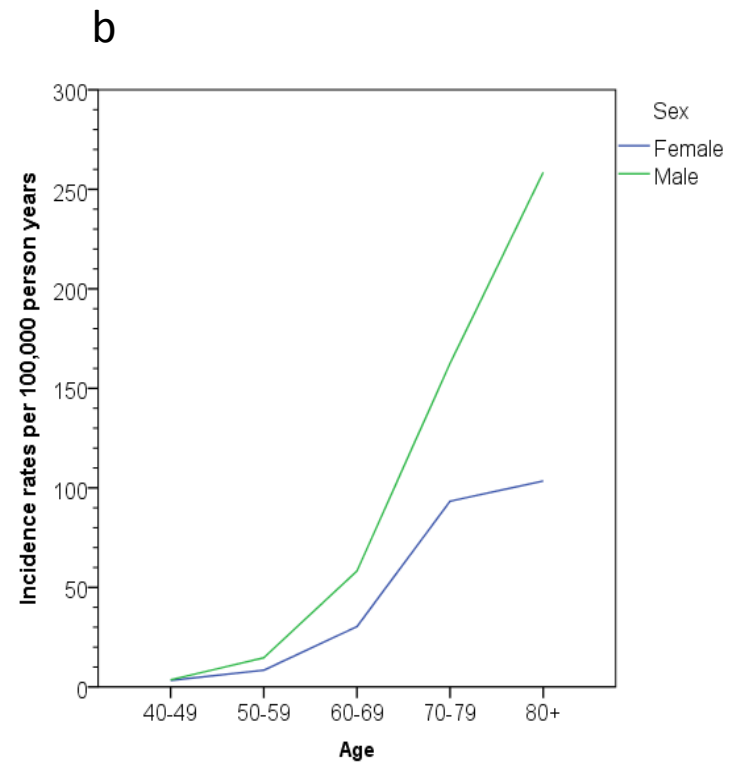 b
300
250
200
150
100
50
0
Incidence rates per 100,000 person years
40-49 50-59 60-69 70-79 80+
Age
Sex
Female
Male